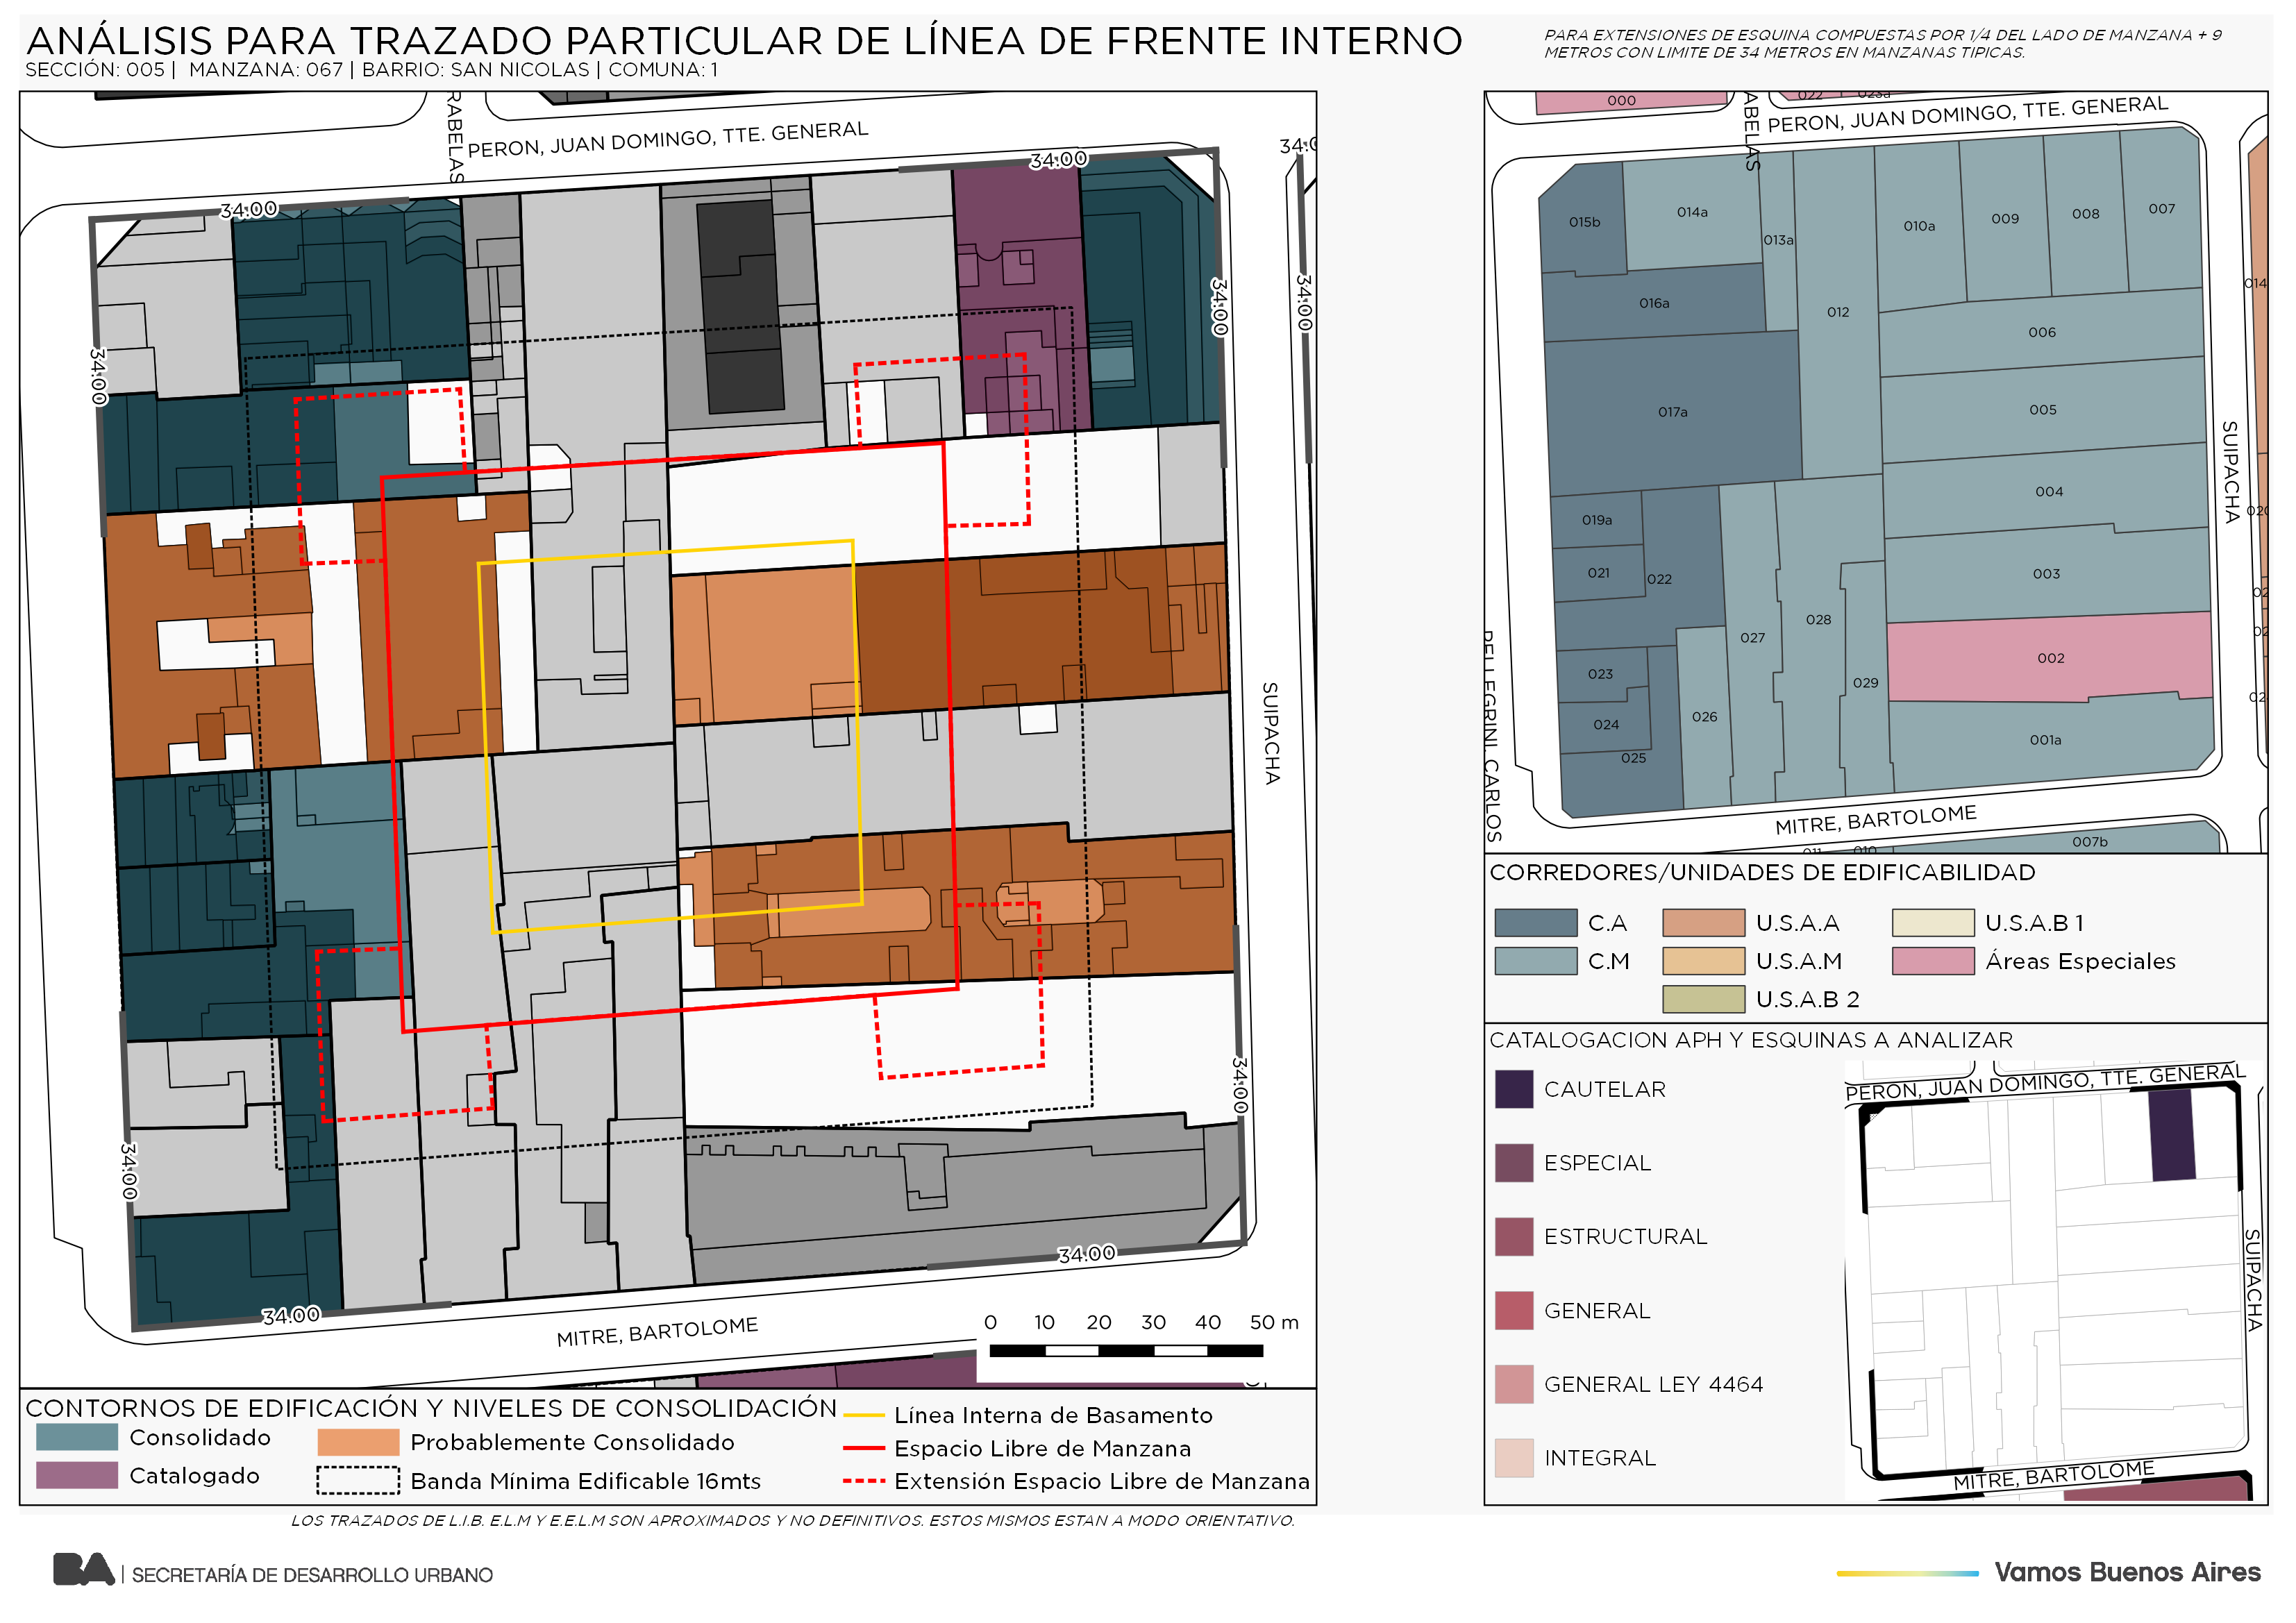 ANÁLISIS PARA TRAZADO PARTICULAR DE LÍNEA DE FRENTE INTERNO
SECCIÓN: 005 | MANZANA: 067 | BARRIO: SAN NICOLAS | COMUNA: 1
PARA EXTENSIONES DE ESQUINA COMPUESTAS POR 1/4 DEL LADO DE MANZANA + 9
METROS CON LIMITE DE 34 METROS EN MANZANAS TIPICAS.
RABELAS
PERON, JUAN DOMINGO, TTE. GENERAL
34.00
34.00
34.00
34.00
34.00
34.00
SUIPACHA
34.00
34.00
34.00
34.00
MITRE, BARTOLOME
0 10 20 30 40 50 m
CONTORNOS DE EDIFICACIÓN Y NIVELES DE CONSOLIDACIÓN
Consolidado
Catalogado
Probablemente Consolidado
Banda Mínima Edificable 16mts
Línea Interna de Basamento
Espacio Libre de Manzana
Extensión Espacio Libre de Manzana
000
022
023a
ABELAS
PERON, JUAN DOMINGO, TTE. GENERAL
015b
014a
013a
012
010a
009
008
007
016a
006
017a
005
004
019a
021
022
003
027
028
002
023
029
024
026
001a
025
014
SUIPACHA
PELLEGRINI, CARLOS
MITRE, BARTOLOME
011
010
007b
CORREDORES/UNIDADES DE EDIFICABILIDAD
C.A
C.M
U.S.A.A
U.S.A.M
U.S.A.B 2
U.S.A.B 1
Áreas Especiales
CATALOGACION APH Y ESQUINAS A ANALIZAR
CAUTELAR
ESPECIAL
ESTRUCTURAL
GENERAL
GENERAL LEY 4464
INTEGRAL
PERON, JUAN DOMINGO, TTE. GENERAL
SUIPACHA
MITRE, BARTOLOME
LOS TRAZADOS DE L.I.B. E.L.M Y E.E.L.M SON APROXIMADOS Y NO DEFINITIVOS. ESTOS MISMOS ESTAN A MODO ORIENTATIVO.
BA | SECRETARÍA DE DESARROLLO URBANO
Vamos Buenos Aires